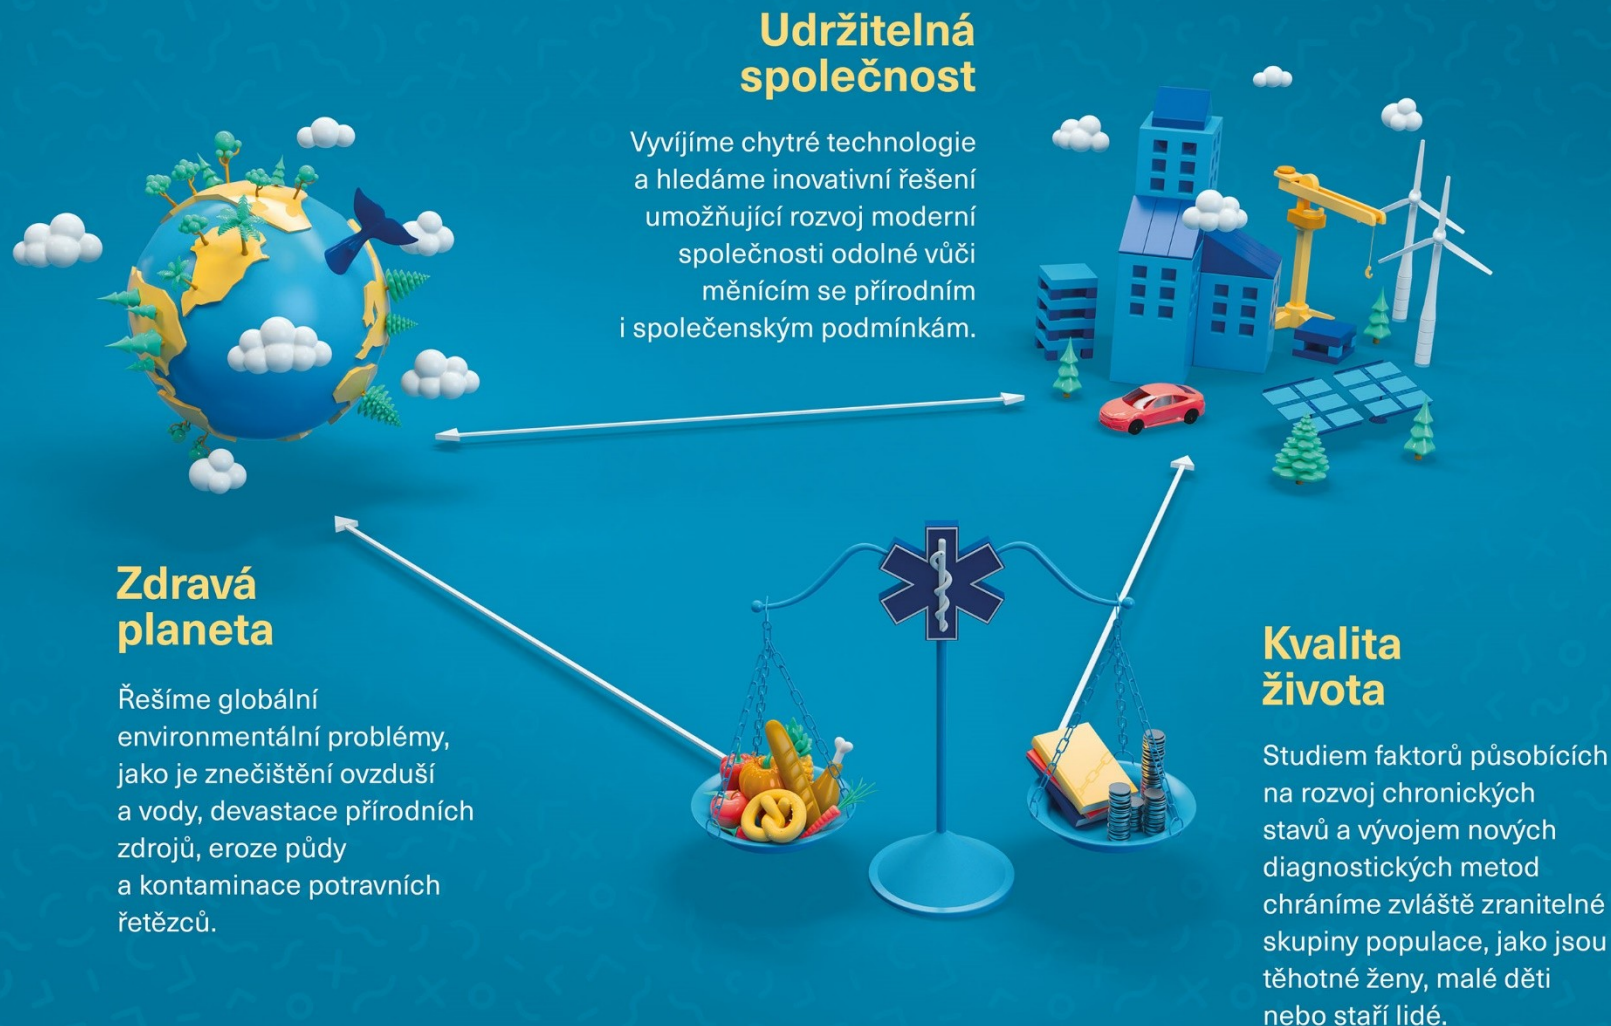 Udržitelná
společnost
Vyvíjíme chytré technologie
a hledáme inovativní řešení
umožňující rozvoj moderní
společnosti odolné vůči
měnícím se přírodním
i společenským podmínkám.
Zdravá
planeta
Řešíme globální
environmentální problémy,
jako je znečištění ovzduší
a vody, devastace přírodních
zdrojů, eroze půdy
a kontaminace potravních
řetězců.
Kvalita
života
Studiem faktorů působících
na rozvoj chronických
stavů a vývojem nových
diagnostických metod
chráníme zvláště zranitelné
skupiny populace, jako jsou
těhotné ženy, malé děti
nebo staří lidé.